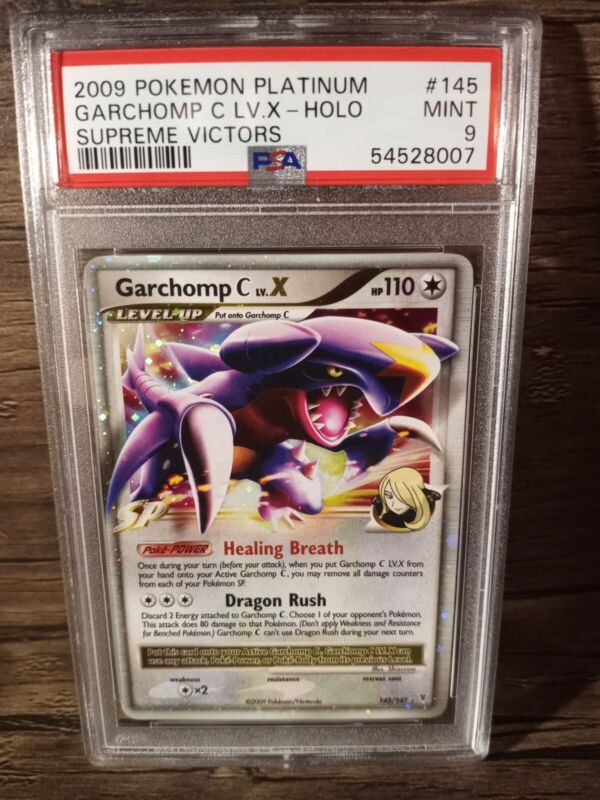 2009 POKEMON PLATINUM #145
GARCHOMP C LV.X - HOLO MINT
SUPREME VICTORS 9
PSA 54528007
Garchomp C LV.X HP 110
LEVEL-UP Put onto Garchomp C
SP
Poké-POWER Healing Breath
Once during your turn (before your attack), when you put Garchomp C LV.X from
your hand onto your Active Garchomp C, you may remove all damage counters
from each of your Pokémon SP.
Dragon Rush
Discard 2 Energy attached to Garchomp C. Choose 1 of your opponent's Pokémon.
This attack does 80 damage to that Pokémon. (Don't apply Weakness and Resistance
for Benched Pokémon.) Garchomp C can't use Dragon Rush during your next turn.
Put this card onto your Active Garchomp C. Garchomp C LV.X can
use any attack, Poké-Power, or Poké-Body from its previous Level.
Illus. Shizurow
weakness resistance retreat cost
×2
©2009 Pokémon/Nintendo 145/147